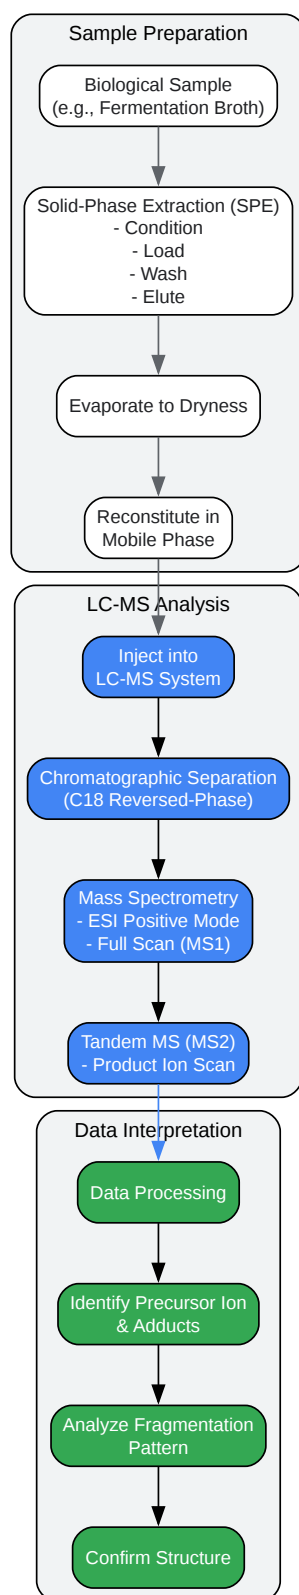 Sample Preparation
Biological Sample
(e.g., Fermentation Broth)
Solid-Phase Extraction (SPE)
- Condition
- Load
- Wash
- Elute
Evaporate to Dryness
Reconstitute in
Mobile Phase
LC-MS Analysis
Inject into
LC-MS System
Chromatographic Separation
(C18 Reversed-Phase)
Mass Spectrometry
- ESI Positive Mode
- Full Scan (MS1)
Tandem MS (MS2)
- Product Ion Scan
Data Interpretation
Data Processing
Identify Precursor Ion
& Adducts
Analyze Fragmentation
Pattern
Confirm Structure